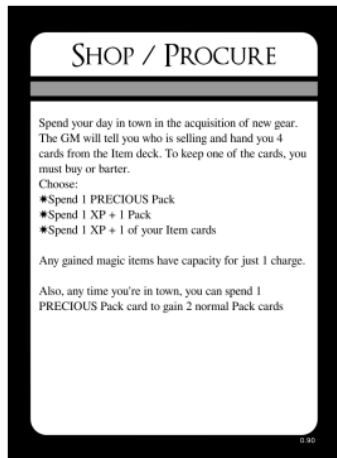 SHOP / PROCURE
Spend your day in town in the acquisition of new gear.
The GM will tell you who is selling and hand you 4
cards from the Item deck. To keep one of the cards, you
must buy or barter.
Choose:
✷Spend 1 PRECIOUS Pack
✷Spend 1 XP + 1 Pack
✷Spend 1 XP + 1 of your Item cards
Any gained magic items have capacity for just 1 charge.
Also, any time you're in town, you can spend 1
PRECIOUS Pack card to gain 2 normal Pack cards
0.90